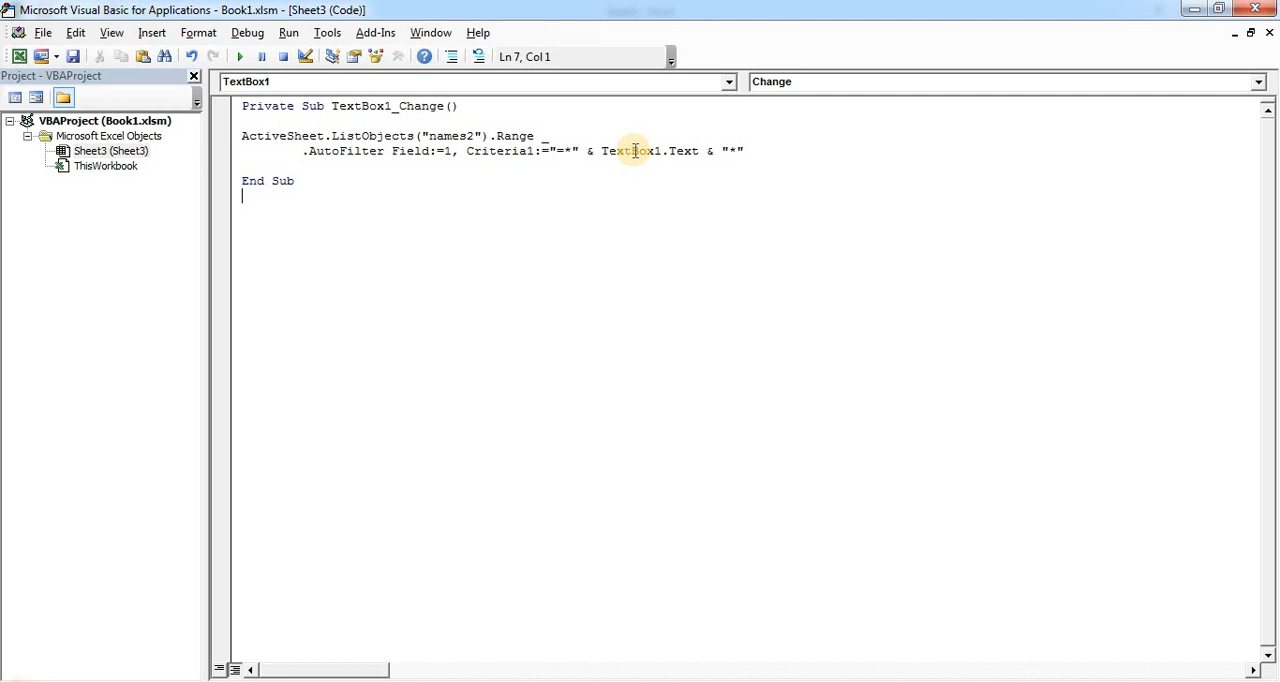 Microsoft Visual Basic for Applications - Book1.xlsm - [Sheet3 (Code)]
File Edit View Insert Format Debug Run Tools Add-Ins Window Help
Ln 7, Col 1
Project - VBAProject
TextBox1
Change
VBAProject (Book1.xlsm)
Microsoft Excel Objects
Sheet3 (Sheet3)
ThisWorkbook
Private Sub TextBox1_Change()
ActiveSheet.ListObjects("names2").Range _
.AutoFilter Field:=1, Criteria1:="=*" & TextBox1.Text & "*"
End Sub